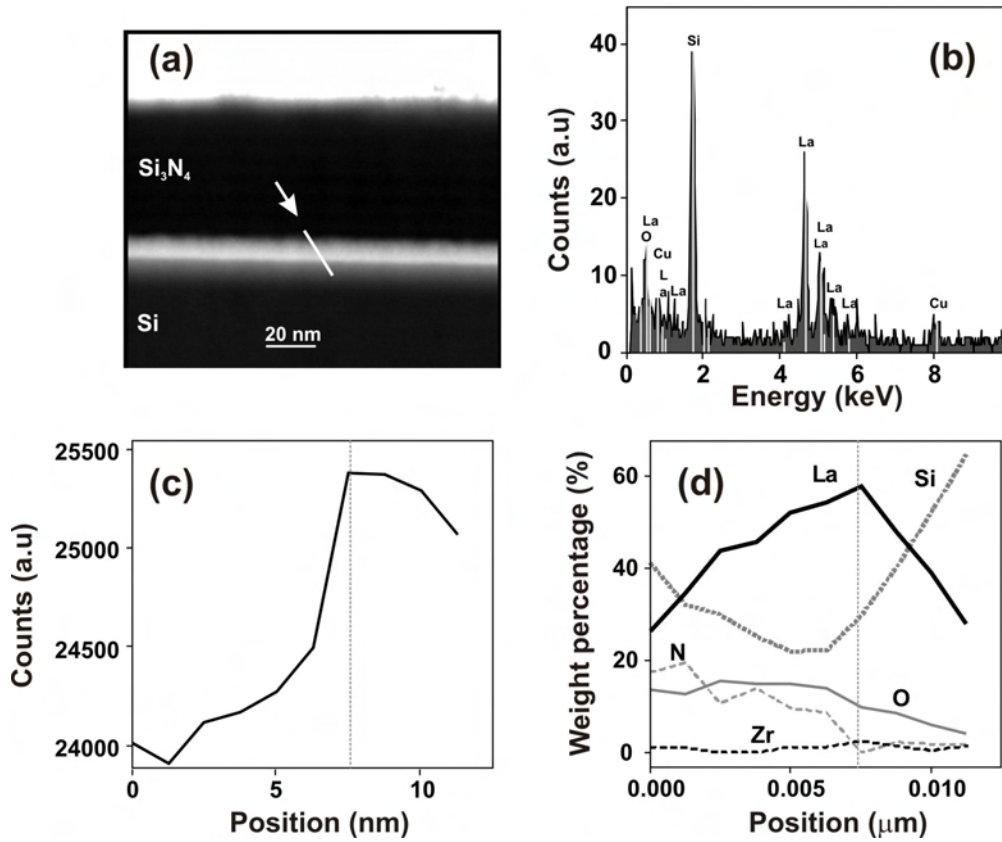 (a)
Si₃N₄
Si
20 nm
(b)
Counts (a.u)
40
30
20
10
0
Si
La
La
O
Cu
L
a
La
La
La
La
La
La
Cu
0
2
4
6
8
Energy (keV)
(c)
Counts (a.u)
25500
25000
24500
24000
0
5
10
Position (nm)
(d)
Weight percentage (%)
60
40
20
0
La
Si
N
O
Zr
0.000
0.005
0.010
Position (μm)